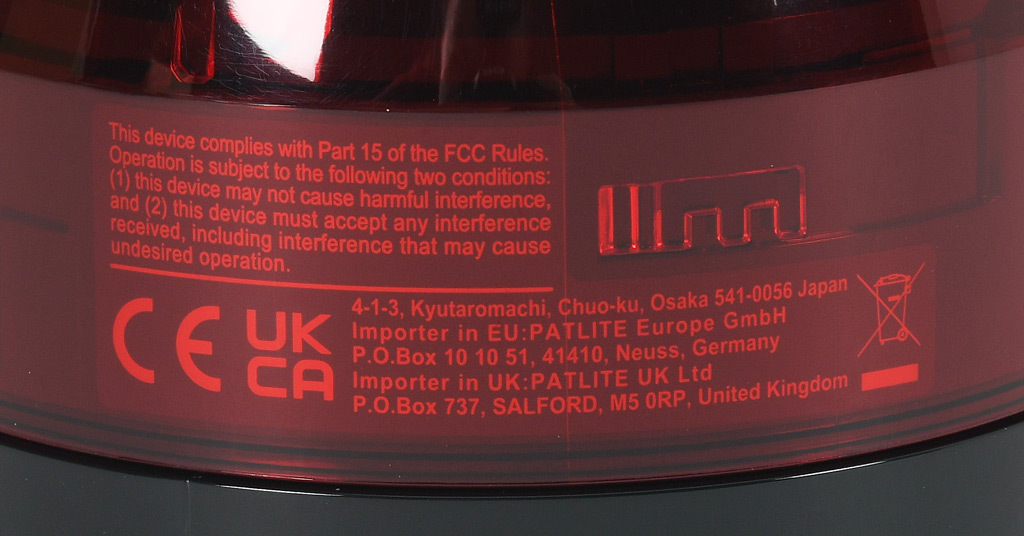 This device complies with Part 15 of the FCC Rules.
Operation is subject to the following two conditions:
(1) this device may not cause harmful interference,
and (2) this device must accept any interference
received, including interference that may cause
undesired operation.
CE
UK
CA
4-1-3, Kyutaromachi, Chuo-ku, Osaka 541-0056 Japan
Importer in EU:PATLITE Europe GmbH
P.O.Box 10 10 51, 41410, Neuss, Germany
Importer in UK:PATLITE UK Ltd
P.O.Box 737, SALFORD, M5 0RP, United Kingdom